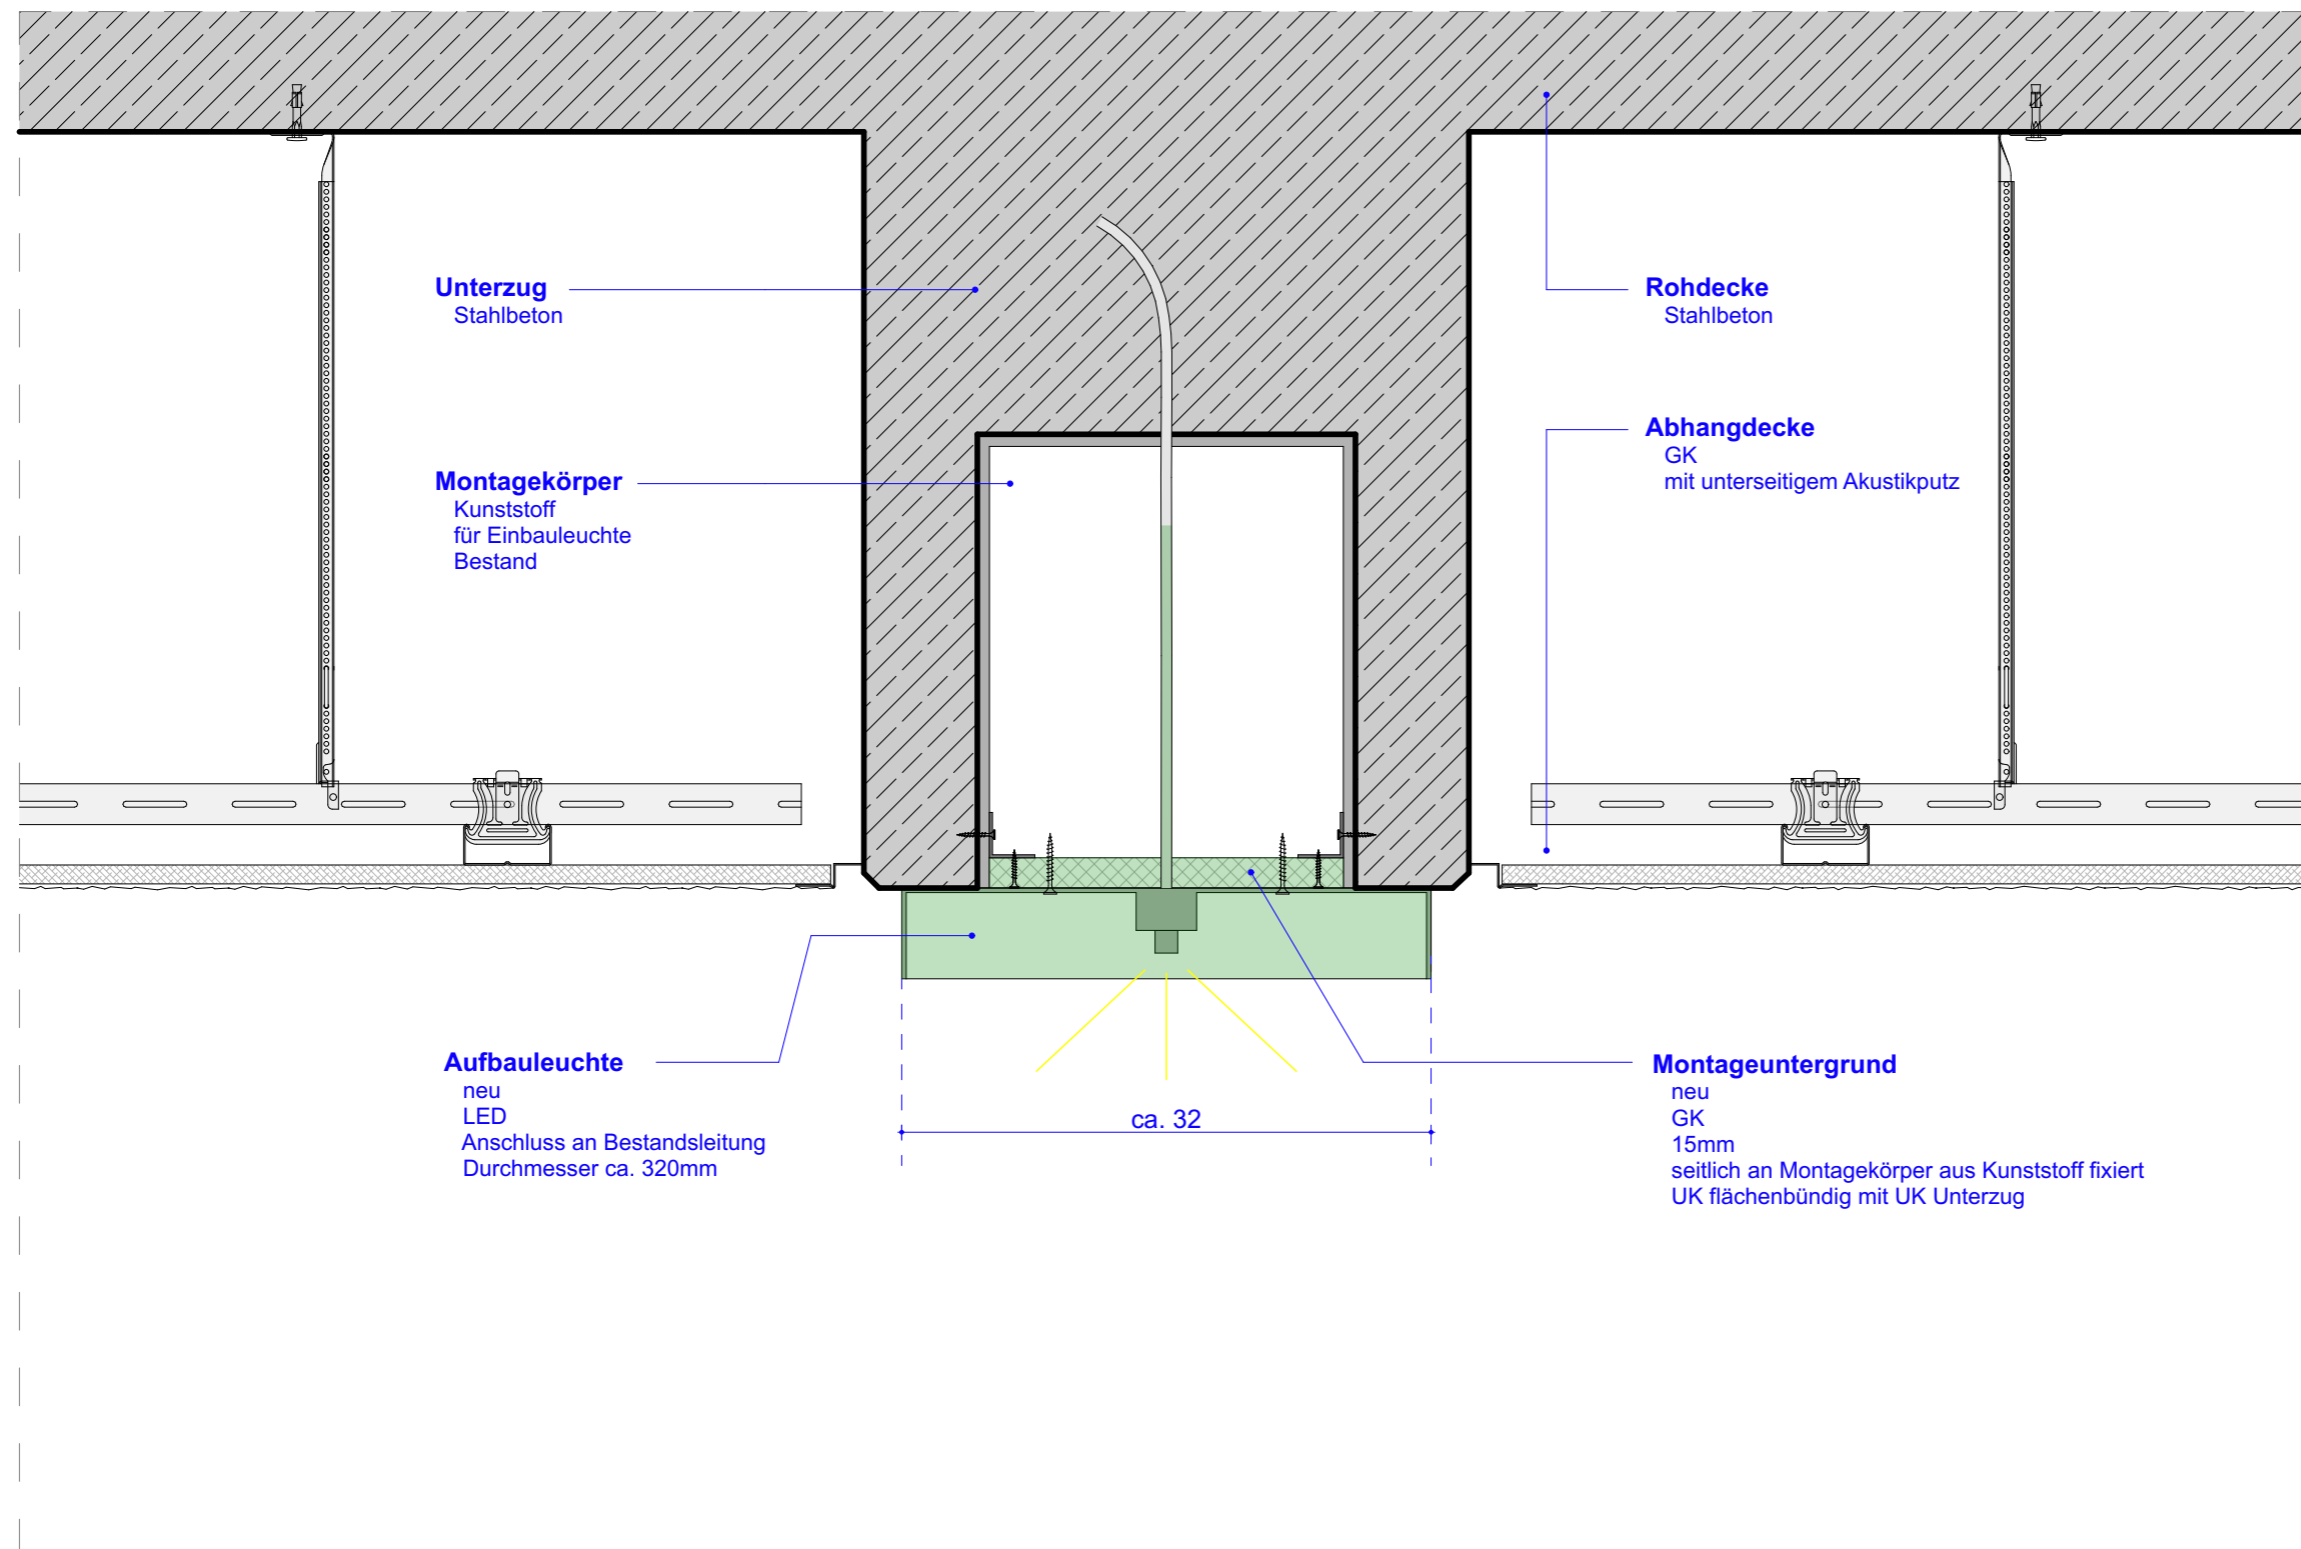 Unterzug
Stahlbeton
Rohdecke
Stahlbeton
Montagekörper
Kunststoff
für Einbauleuchte
Bestand
Abhangdecke
GK
mit unterseitigem Akustikputz
Aufbauleuchte
neu
LED
Anschluss an Bestandsleitung
Durchmesser ca. 320mm
ca. 32
Montageuntergrund
neu
GK
15mm
seitlich an Montagekörper aus Kunststoff fixiert
UK flächenbündig mit UK Unterzug